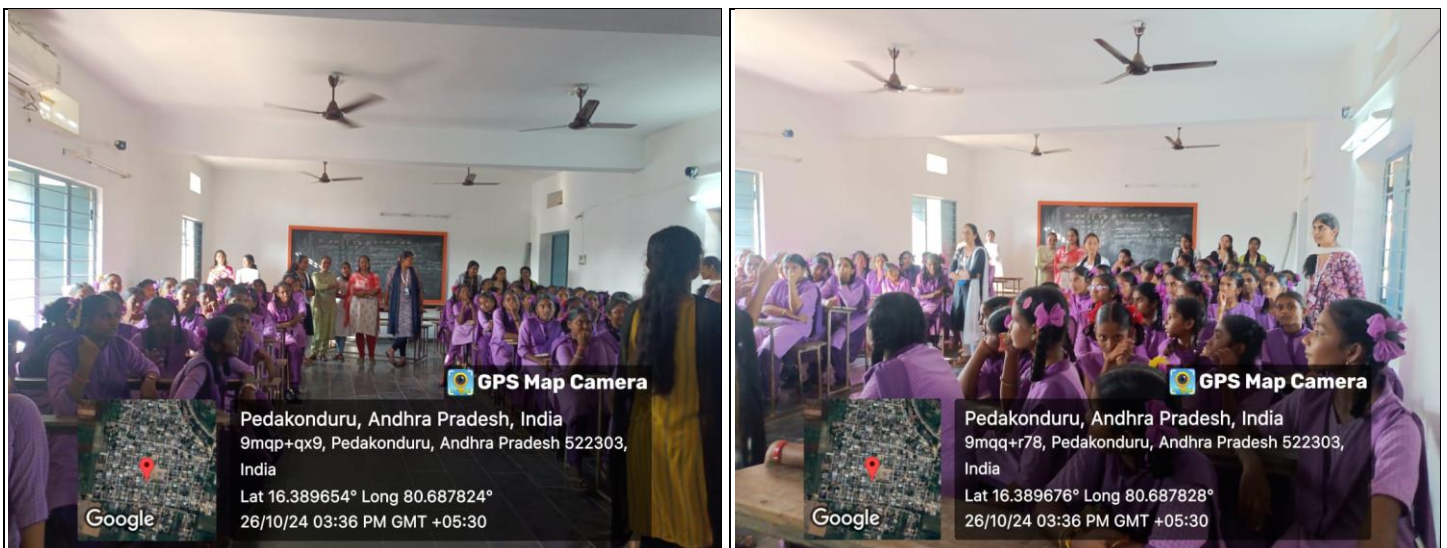 GPS Map Camera
Pedakonduru, Andhra Pradesh, India
9mqp+qx9, Pedakonduru, Andhra Pradesh 522303,
India
Lat 16.389654° Long 80.687824°
26/10/24 03:36 PM GMT +05:30
Google
GPS Map Camera
Pedakonduru, Andhra Pradesh, India
9mqq+r78, Pedakonduru, Andhra Pradesh 522303,
India
Lat 16.389676° Long 80.687828°
26/10/24 03:36 PM GMT +05:30
Google